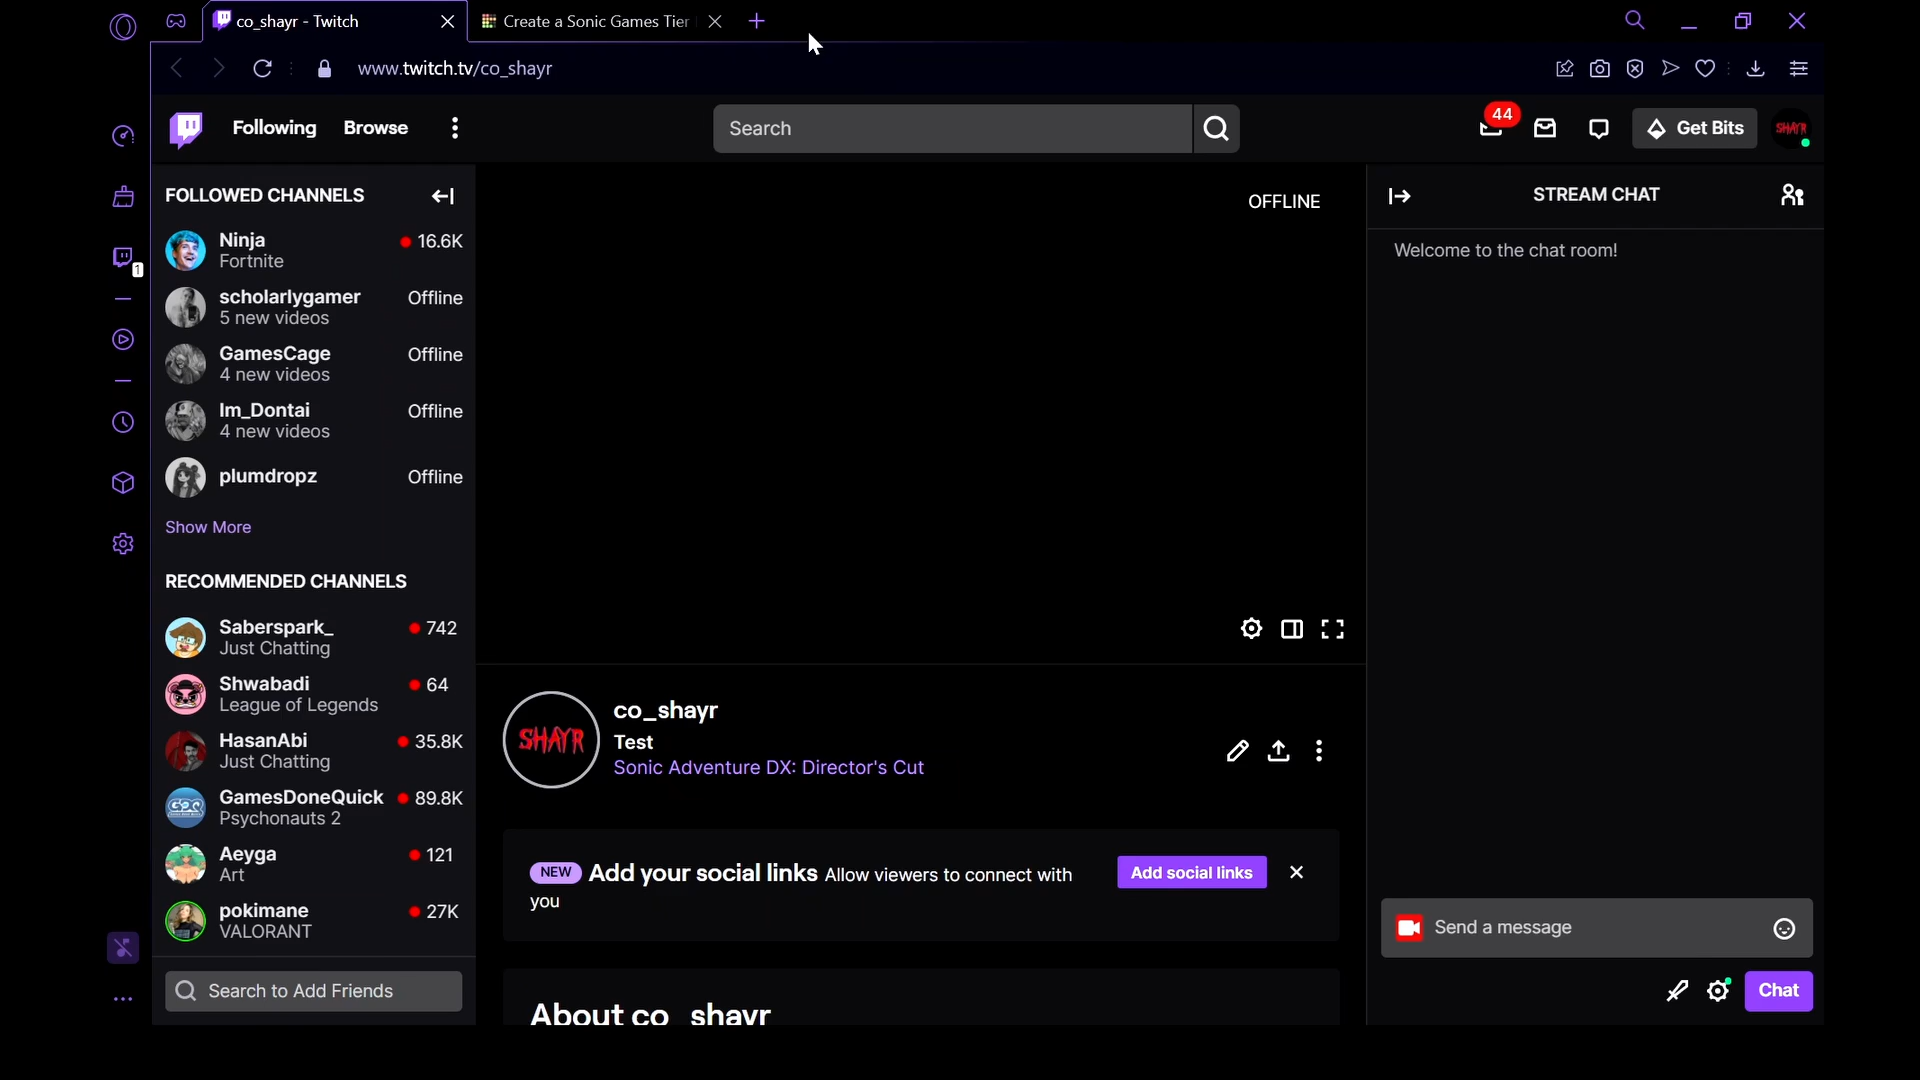 co_shayr - Twitch
Create a Sonic Games Tier
www.twitch.tv/co_shayr
Following
Browse
Search
44
Get Bits
SHAYR
1
FOLLOWED CHANNELS
Ninja
16.6K
Fortnite
scholarlygamer
Offline
5 new videos
GamesCage
Offline
4 new videos
Im_Dontai
Offline
4 new videos
plumdropz
Offline
Show More
RECOMMENDED CHANNELS
Saberspark_
742
Just Chatting
Shwabadi
64
League of Legends
HasanAbi
35.8K
Just Chatting
GamesDoneQuick
89.8K
Psychonauts 2
GDQ
Aeyga
121
Art
pokimane
27K
VALORANT
Search to Add Friends
OFFLINE
SHAYR
co_shayr
Test
Sonic Adventure DX: Director's Cut
NEW Add your social links Allow viewers to connect with
you
Add social links
About co_shayr
STREAM CHAT
Welcome to the chat room!
Send a message
Chat